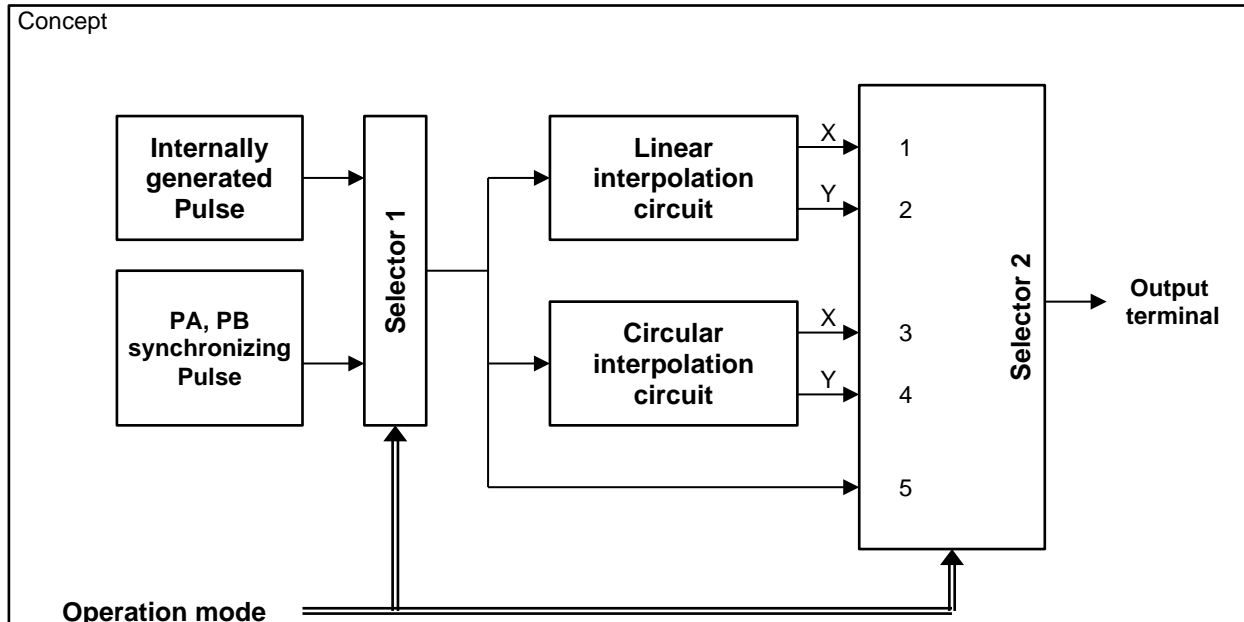 Concept
Internally
generated
Pulse
PA, PB
synchronizing
Pulse
Selector 1
Linear
interpolation
circuit
X
Y
Circular
interpolation
circuit
X
Y
1
2
3
4
5
Selector 2
Output
terminal
Operation mode